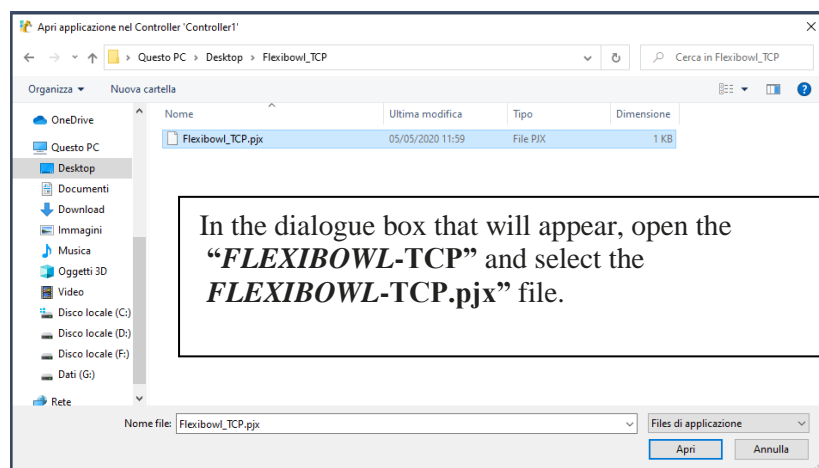 Apri applicazione nel Controller 'Controller1'
Questo PC > Desktop > Flexibowl_TCP
Cerca in Flexibowl_TCP
Organizza
Nuova cartella
Nome
Ultima modifica
Tipo
Dimensione
Flexibowl_TCP.pjx
05/05/2020 11:59
File PJX
1 KB
OneDrive
Questo PC
Desktop
Documenti
Download
Immagini
Musica
Oggetti 3D
Video
Disco locale (C:)
Disco locale (D:)
Disco locale (F:)
Dati (G:)
Rete
In the dialogue box that will appear, open the
“FLEXIBOWL-TCP” and select the
FLEXIBOWL-TCP.pjx” file.
Nome file: Flexibowl_TCP.pjx
Files di applicazione
Apri
Annulla